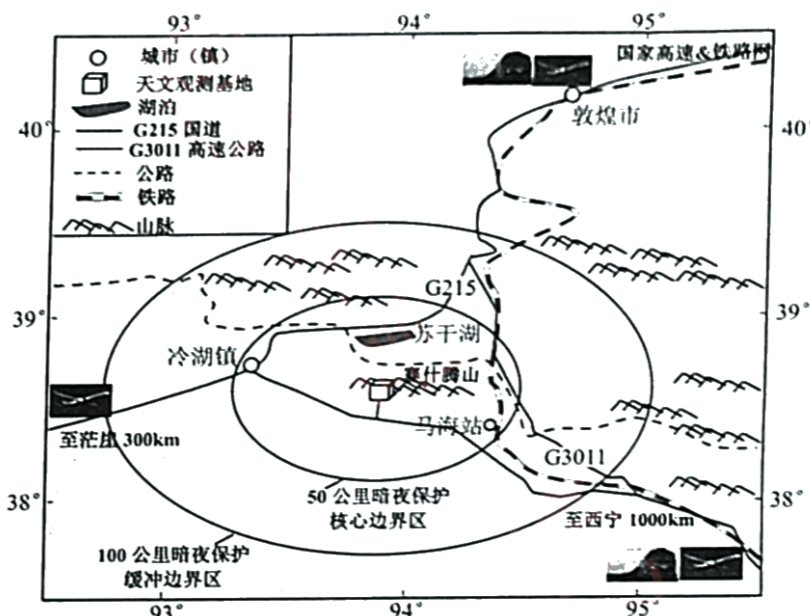 93°
94°
95°
城市（镇）
天文观测基地
湖泊
G215 国道
G3011 高速公路
公路
铁路
山脉
国家高速&铁路网
敦煌市
40°
40°
G215
39°
39°
苏干湖
冷湖镇
赛什腾山
马海站
至茫崖 300km
G3011
38°
38°
50 公里暗夜保护
核心边界区
至西宁 1000km
100 公里暗夜保护
缓冲边界区
93°
94°
95°